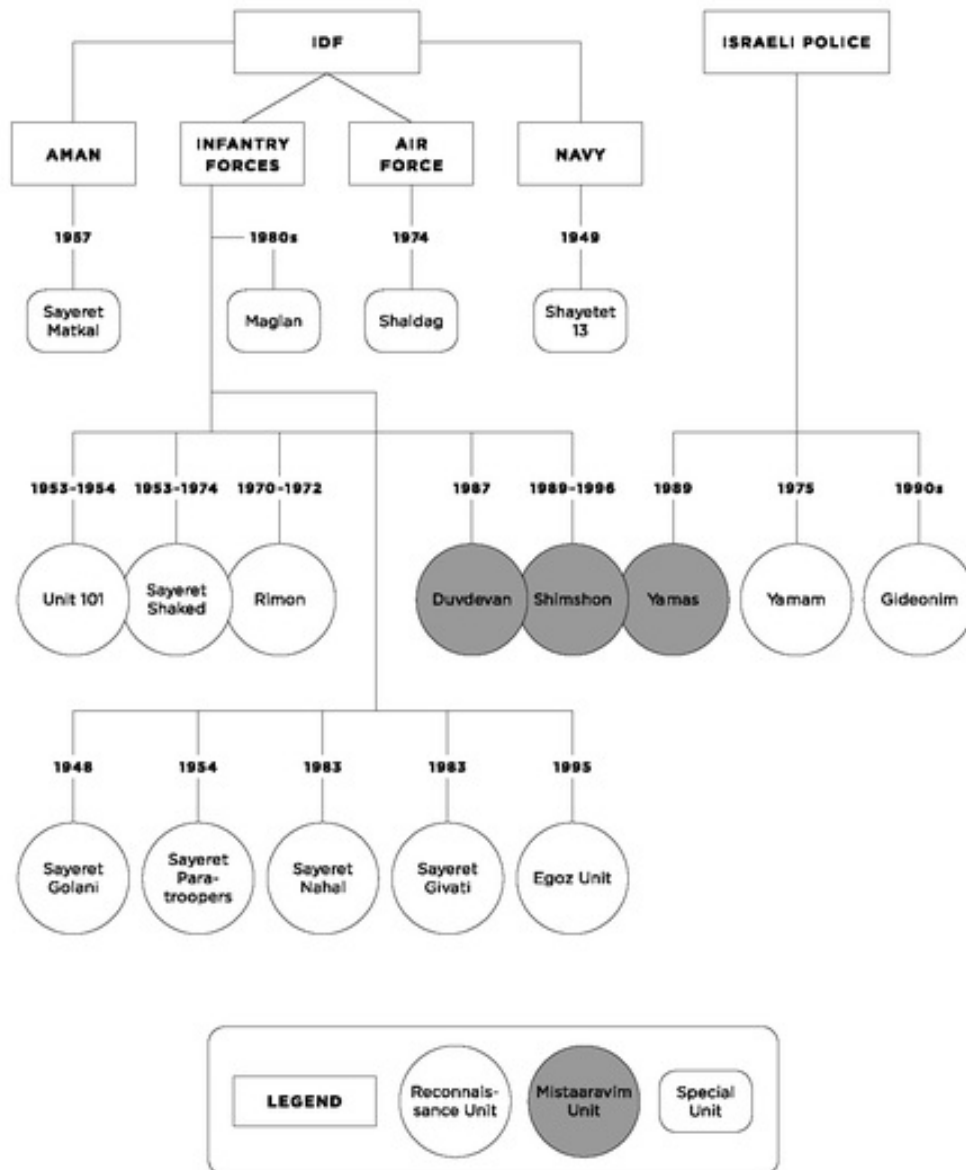 IDF
ISRAELI POLICE
AMAN
INFANTRY
FORCES
AIR
FORCE
NAVY
1957
1980s
1974
1949
Sayeret
Matkal
Maglan
Shaldag
Shayetet
13
1953-1954
1953-1974
1970-1972
1987
1989-1996
1989
1975
1990s
Unit 101
Sayeret
Shaked
Rimon
Duvdevan
Shimshon
Yamas
Yamam
Gideonim
1948
1954
1983
1983
1995
Sayeret
Golani
Sayeret
Para-
troopers
Sayeret
Nahal
Sayeret
Givati
Egoz Unit
LEGEND
Reconnais-
sance Unit
Mistaaravim
Unit
Special
Unit